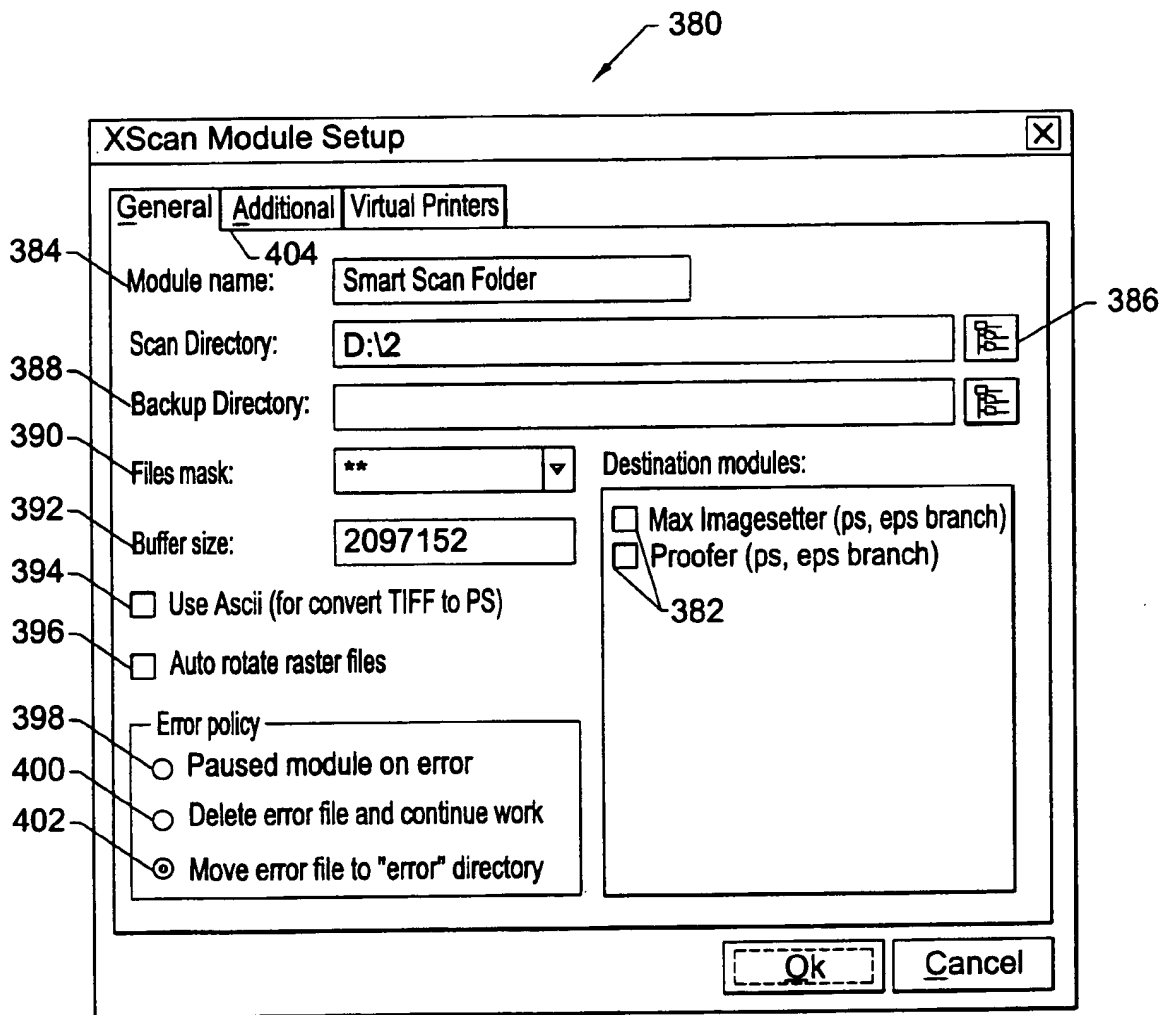 380
XScan Module Setup
General Additional Virtual Printers
384 404
Module name: Smart Scan Folder
386
Scan Directory: D:\2
388
Backup Directory:
390
Files mask: ** Destination modules:
392
Buffer size: 2097152
Max Imagesetter (ps, eps branch)
Proofer (ps, eps branch)
382
394
Use Ascii (for convert TIFF to PS)
396
Auto rotate raster files
398
Error policy
Paused module on error
400
Delete error file and continue work
402
Move error file to "error" directory
Ok Cancel